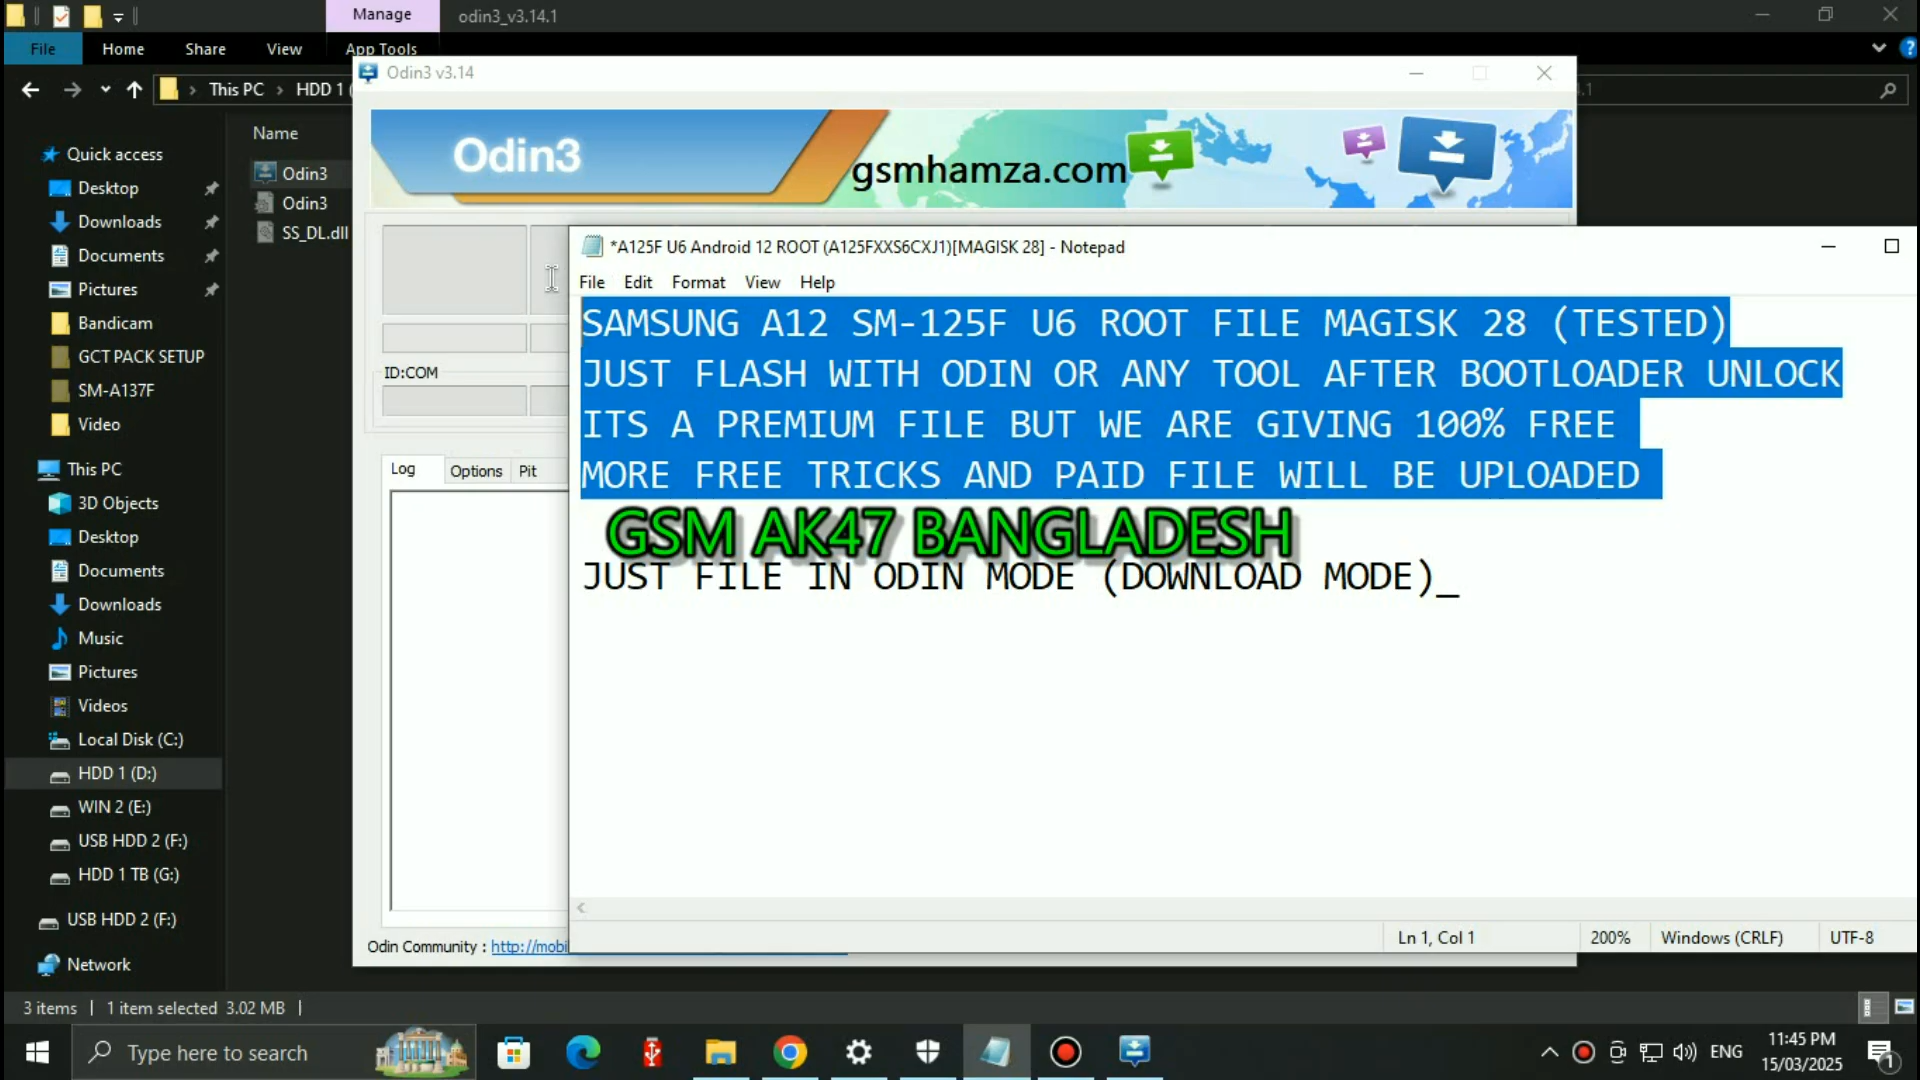 Manage
odin3_v3.14.1
File
Home
Share
View
App Tools
This PC
HDD 1 (
Odin3 v3.14
Odin3
gsmhamza.com
Name
Odin3
Odin3
SS_DL.dll
Quick access
Desktop
Downloads
Documents
Pictures
Bandicam
GCT PACK SETUP
SM-A137F
Video
This PC
3D Objects
Desktop
Documents
Downloads
Music
Pictures
Videos
Local Disk (C:)
HDD 1 (D:)
WIN 2 (E:)
USB HDD 2 (F:)
HDD 1 TB (G:)
USB HDD 2 (F:)
Network
ID:COM
Log
Options
Pit
Odin Community : http://mobi
*A125F U6 Android 12 ROOT (A125FXXS6CXJ1)[MAGISK 28] - Notepad
File Edit Format View Help
SAMSUNG A12 SM-125F U6 ROOT FILE MAGISK 28 (TESTED)
JUST FLASH WITH ODIN OR ANY TOOL AFTER BOOTLOADER UNLOCK
ITS A PREMIUM FILE BUT WE ARE GIVING 100% FREE
MORE FREE TRICKS AND PAID FILE WILL BE UPLOADED
GSM AK47 BANGLADESH
JUST FILE IN ODIN MODE (DOWNLOAD MODE)_
Ln 1, Col 1
200%
Windows (CRLF)
UTF-8
3 items
1 item selected 3.02 MB
Type here to search
ENG
11:45 PM
15/03/2025
1